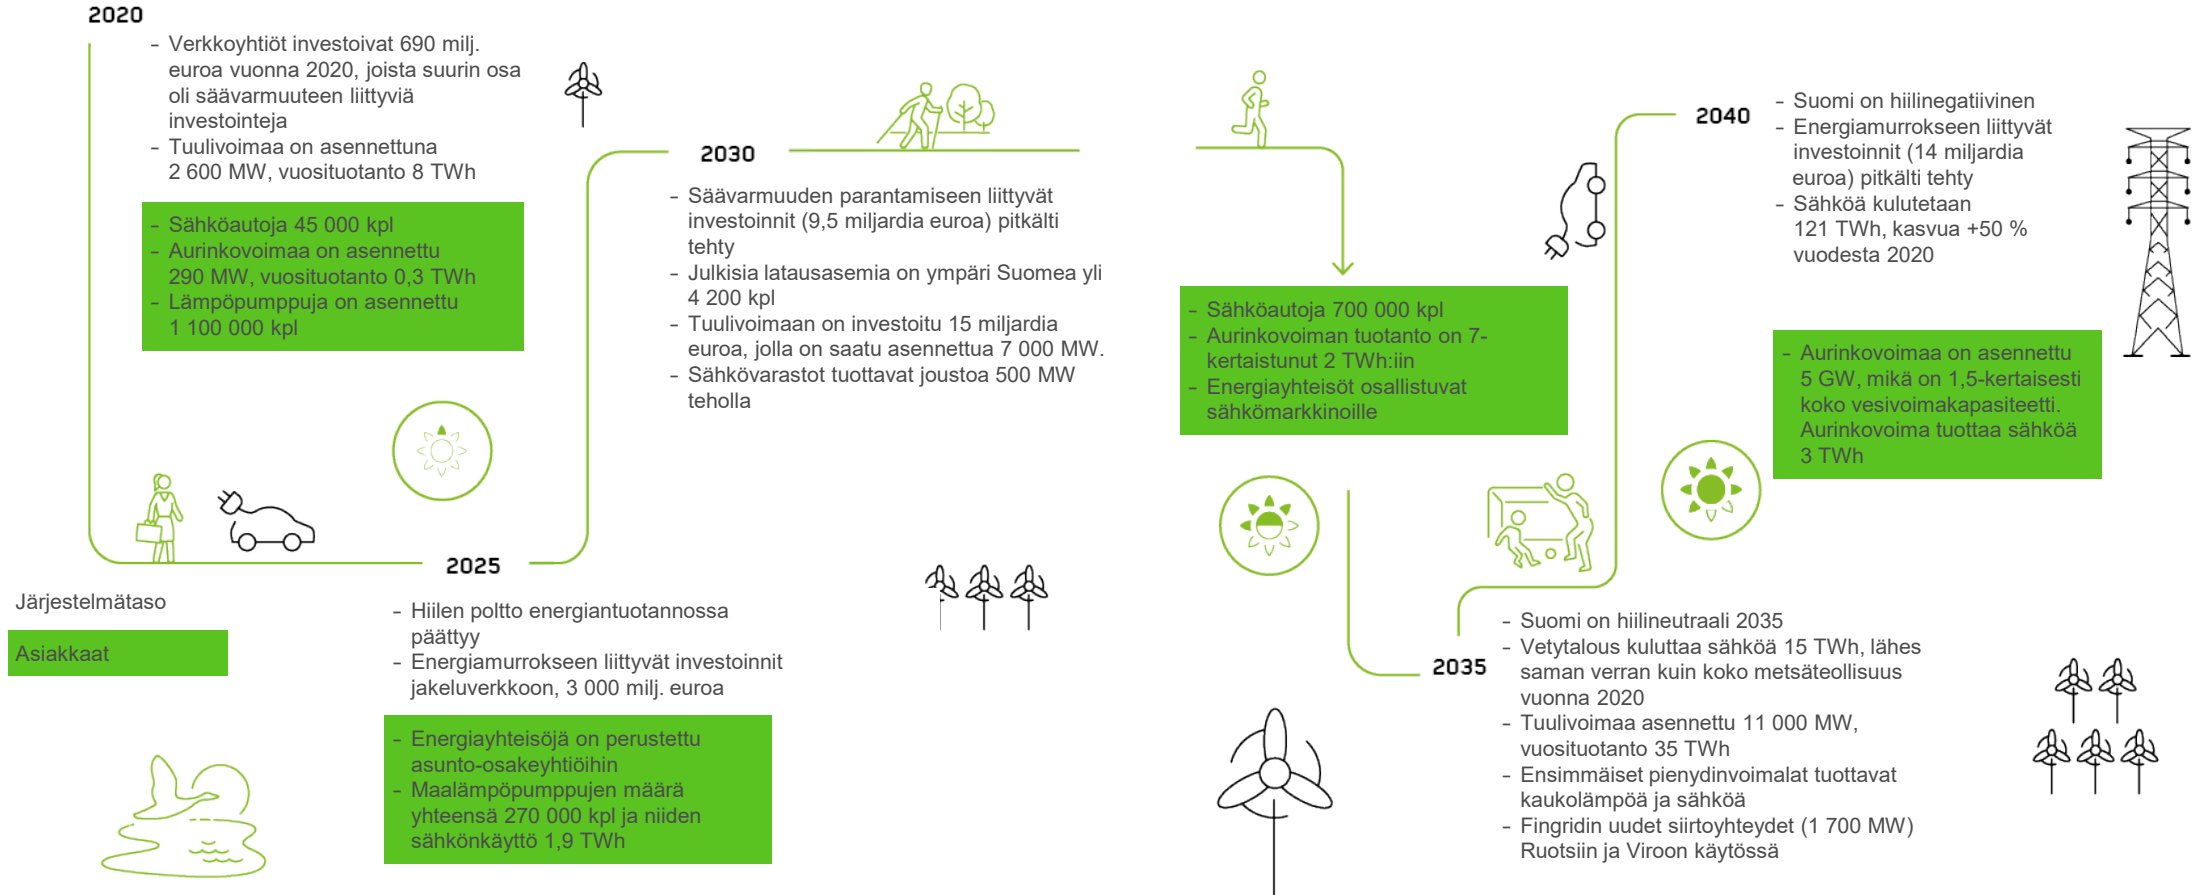 2020
- Verkkoyhtiöt investoivat 690 milj.
euroa vuonna 2020, joista suurin osa
oli säävarmuuteen liittyviä
investointeja
- Tuulivoimaa on asennettuna
2 600 MW, vuosituotanto 8 TWh
- Sähköautoja 45 000 kpl
- Aurinkovoimaa on asennettu
290 MW, vuosituotanto 0,3 TWh
- Lämpöpumppuja on asennettu
1 100 000 kpl
Järjestelmätaso
Asiakkaat
2025
- Hiilen poltto energiantuotannossa
päättyy
- Energiamurrokseen liittyvät investoinnit
jakeluverkkoon, 3 000 milj. euroa
- Energiayhteisöjä on perustettu
asunto-osakeyhtiöihin
- Maalämpöpumppujen määrä
yhteensä 270 000 kpl ja niiden
sähkönkäyttö 1,9 TWh
2030
- Säävarmuuden parantamiseen liittyvät
investoinnit (9,5 miljardia euroa) pitkälti
tehty
- Julkisia latausasemia on ympäri Suomea yli
4 200 kpl
- Tuulivoimaan on investoitu 15 miljardia
euroa, jolla on saatu asennettua 7 000 MW.
- Sähkövarastot tuottavat joustoa 500 MW
teholla
- Sähköautoja 700 000 kpl
- Aurinkovoiman tuotanto on 7-
kertaistunut 2 TWh:iin
- Energiayhteisöt osallistuvat
sähkömarkkinoille
2035
- Suomi on hiilineutraali 2035
- Vetytalous kuluttaa sähköä 15 TWh, lähes
saman verran kuin koko metsäteollisuus
vuonna 2020
- Tuulivoimaa asennettu 11 000 MW,
vuosituotanto 35 TWh
- Ensimmäiset pienydinvoimalat tuottavat
kaukolämpöä ja sähköä
- Fingridin uudet siirtoyhteydet (1 700 MW)
Ruotsiin ja Viroon käytössä
2040
- Suomi on hiilinegatiivinen
- Energiamurrokseen liittyvät
investoinnit (14 miljardia
euroa) pitkälti tehty
- Sähköä kulutetaan
121 TWh, kasvua +50 %
vuodesta 2020
- Aurinkovoimaa on asennettu
5 GW, mikä on 1,5-kertaisesti
koko vesivoimakapasiteetti.
Aurinkovoima tuottaa sähköä
3 TWh